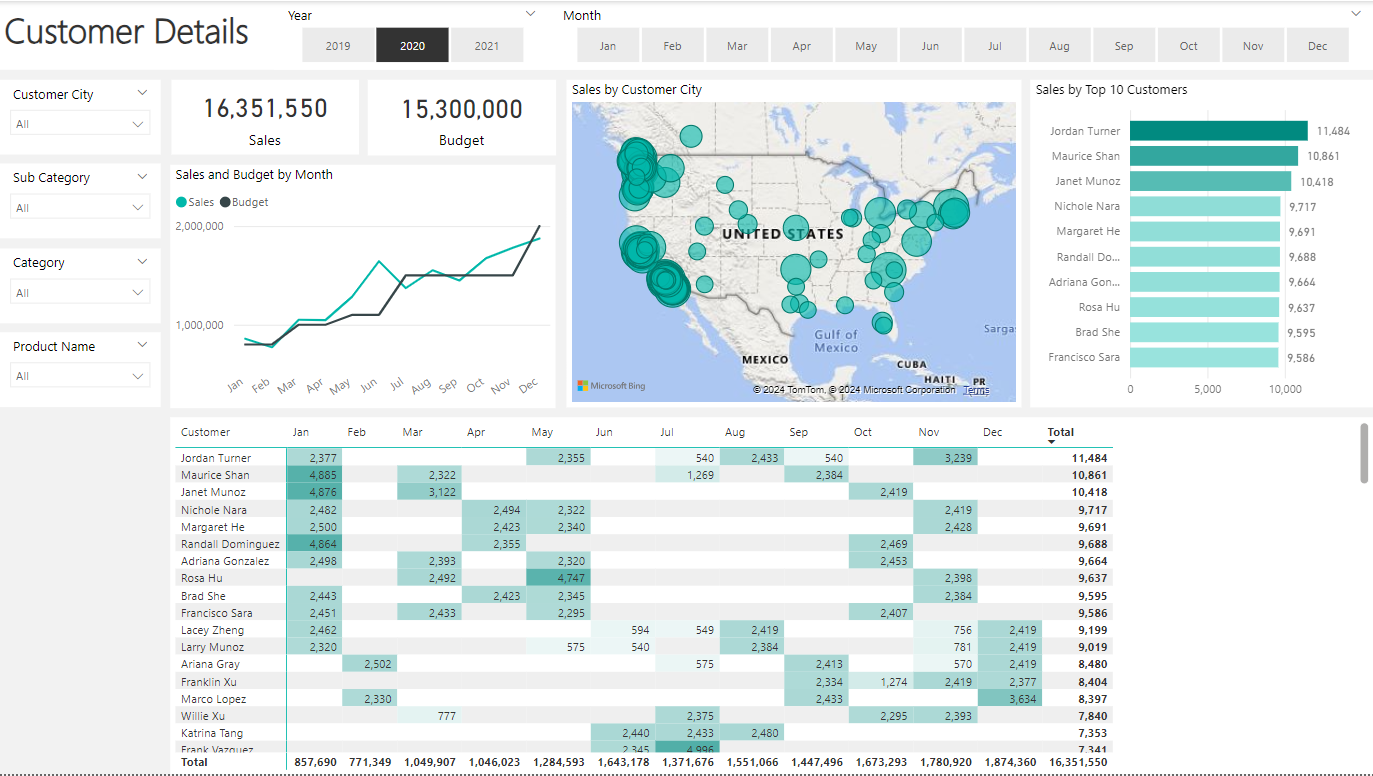 Customer Details
Year
2019 2020 2021
Month
Jan Feb Mar Apr May Jun Jul Aug Sep Oct Nov Dec
Customer City
All
Sub Category
All
Category
All
Product Name
All
16,351,550
Sales
15,300,000
Budget
Sales and Budget by Month
Sales Budget
2,000,000
1,000,000
Jan Feb Mar Apr May Jun Jul Aug Sep Oct Nov Dec
Sales by Customer City
UNITED STATES
Gulf of
Mexico
Sargas
MEXICO
CUBA
HAITI PR
Microsoft Bing
© 2024 TomTom, © 2024 Microsoft Corporation Terms
Sales by Top 10 Customers
Jordan Turner 11,484
Maurice Shan 10,861
Janet Munoz 10,418
Nichole Nara 9,717
Margaret He 9,691
Randall Do... 9,688
Adriana Gon... 9,664
Rosa Hu 9,637
Brad She 9,595
Francisco Sara 9,586
0 5,000 10,000
Customer Jan Feb Mar Apr May Jun Jul Aug Sep Oct Nov Dec Total
Jordan Turner 2,377 2,355 540 2,433 540 3,239 11,484
Maurice Shan 4,885 2,322 1,269 2,384 10,861
Janet Munoz 4,876 3,122 2,419 10,418
Nichole Nara 2,482 2,494 2,322 2,419 9,717
Margaret He 2,500 2,423 2,340 2,428 9,691
Randall Dominguez 4,864 2,355 2,469 9,688
Adriana Gonzalez 2,498 2,393 2,320 2,453 9,664
Rosa Hu 2,492 4,747 2,398 9,637
Brad She 2,443 2,423 2,345 2,384 9,595
Francisco Sara 2,451 2,433 2,295 2,407 9,586
Lacey Zheng 2,462 594 549 2,419 756 2,419 9,199
Larry Munoz 2,320 575 540 2,384 781 2,419 9,019
Ariana Gray 2,502 575 2,413 570 2,419 8,480
Franklin Xu 2,334 1,274 2,419 2,377 8,404
Marco Lopez 2,330 2,433 3,634 8,397
Willie Xu 777 2,375 2,295 2,393 7,840
Katrina Tang 2,440 2,433 2,480 7,353
Frank Vazquez 2,345 4,996 7,341
Total 857,690 771,349 1,049,907 1,046,023 1,284,593 1,643,178 1,371,676 1,551,066 1,447,496 1,673,293 1,780,920 1,874,360 16,351,550